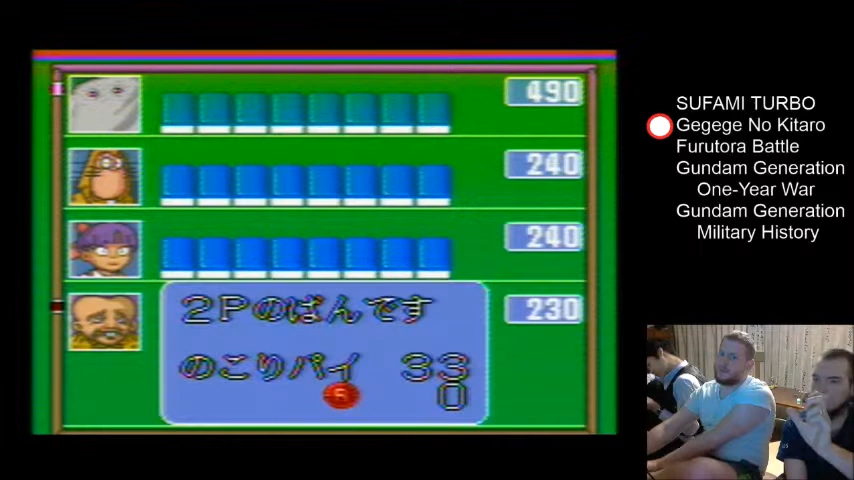 490
240
240
230
2Pのばんです
のこりパイ 33
0
SUFAMI TURBO
Gegege No Kitaro
Furutora Battle
Gundam Generation
One-Year War
Gundam Generation
Military History